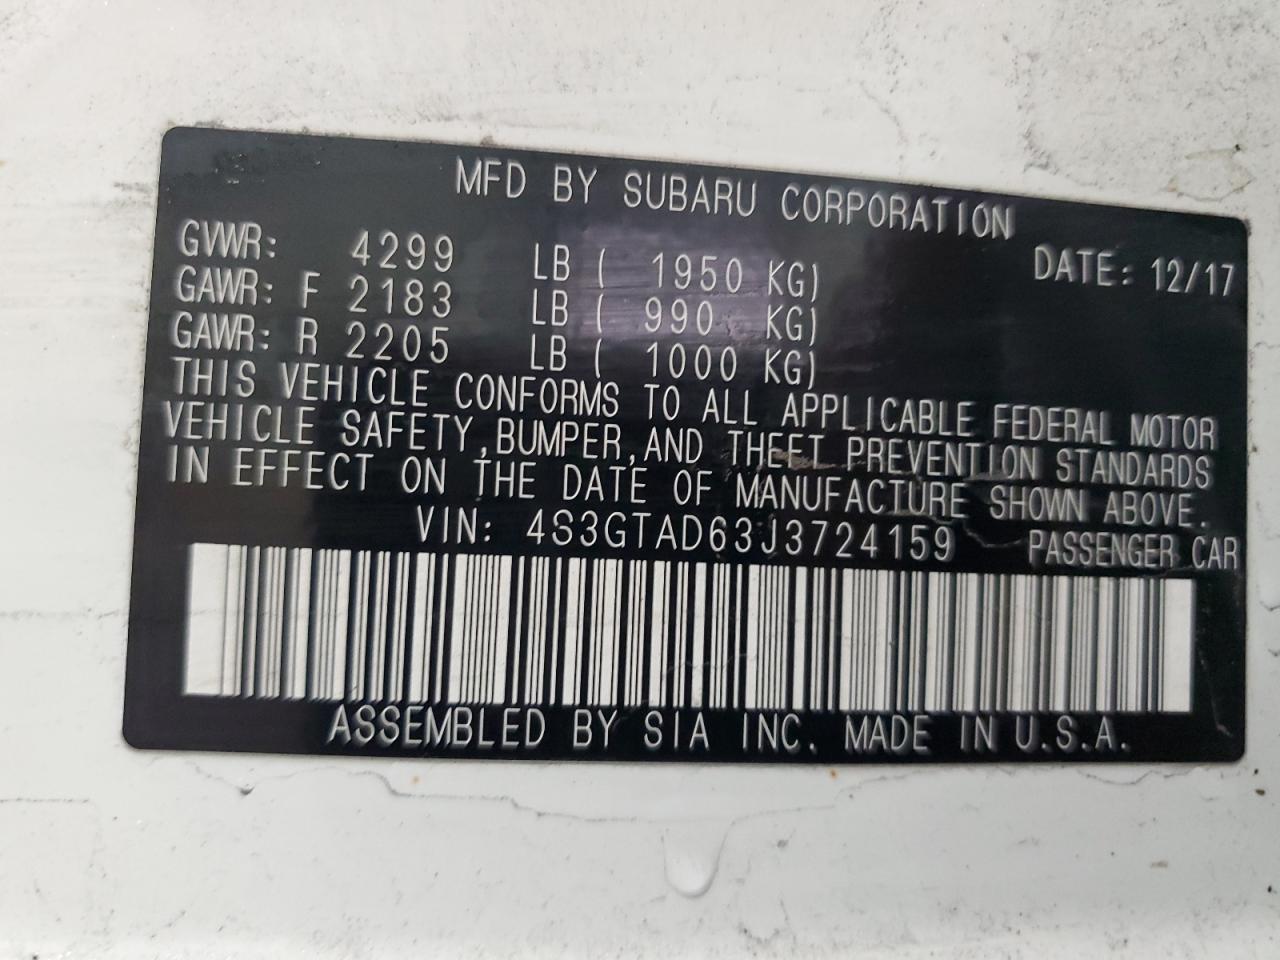 MFD BY SUBARU CORPORATION
GVWR: 4299 LB ( 1950 KG) DATE: 12/17
GAWR: F 2183 LB ( 990 KG)
GAWR: R 2205 LB ( 1000 KG)
THIS VEHICLE CONFORMS TO ALL APPLICABLE FEDERAL MOTOR
VEHICLE SAFETY,BUMPER,AND THEFT PREVENTION STANDARDS
IN EFFECT ON THE DATE OF MANUFACTURE SHOWN ABOVE.
VIN: 4S3GTAD63J3724159 PASSENGER CAR
ASSEMBLED BY SIA INC. MADE IN U.S.A.